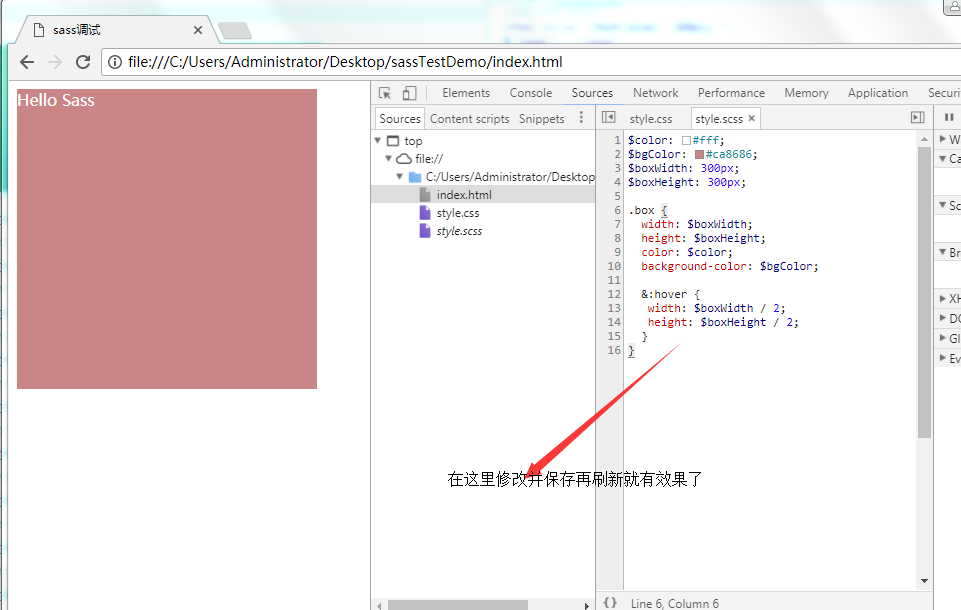 sass调试
file:///C:/Users/Administrator/Desktop/sassTestDemo/index.html
Hello Sass
Elements Console Sources Network Performance Memory Application Securi
Sources Content scripts Snippets
style.css style.scss
top
file://
C:/Users/Administrator/Desktop
index.html
style.css
style.scss
1 $color: #fff;
2 $bgColor: #ca8686;
3 $boxWidth: 300px;
4 $boxHeight: 300px;
5
6 .box {
7 width: $boxWidth;
8 height: $boxHeight;
9 color: $color;
10 background-color: $bgColor;
11
12 &:hover {
13 width: $boxWidth / 2;
14 height: $boxHeight / 2;
15 }
16 }
W
Ca
Sc
Br
XH
DO
Gl
Ev
在这里修改并保存再刷新就有效果了
{} Line 6, Column 6